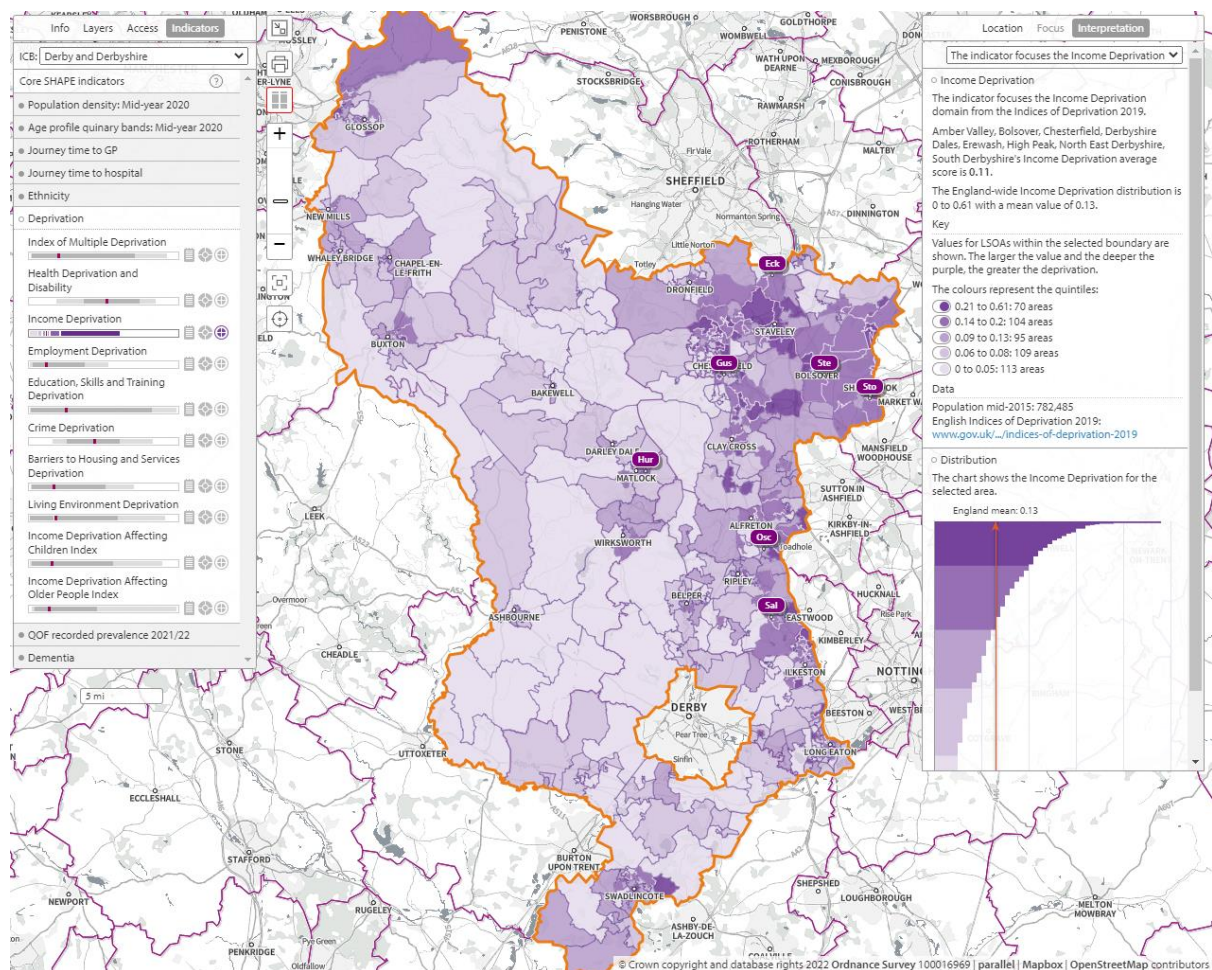 Info Layers Access Indicators
ICB: Derby and Derbyshire
Core SHAPE indicators ?
Population density: Mid-year 2020
Age profile quinary bands: Mid-year 2020
Journey time to GP
Journey time to hospital
Ethnicity
Deprivation
Index of Multiple Deprivation
Health Deprivation and
Disability
Income Deprivation
Employment Deprivation
Education, Skills and Training
Deprivation
Crime Deprivation
Barriers to Housing and Services
Deprivation
Living Environment Deprivation
Income Deprivation Affecting
Children Index
Income Deprivation Affecting
Older People Index
QOF recorded prevalence 2021/22
Dementia
5 mi
WORSBROUGH
GOLDTHORPE
PENISTONE
WOMBWELL
WATH UPON
DEARNE
MEXBOROUGH
CONISBROUGH
STOCKSBRIDGE
RAWMARSH
ROTHERHAM
MALTBY
GLOSSOP
Fir Vale
SHEFFIELD
Hanging Water
Normanton Spring
DINNINGTON
NEW MILLS
WHALEY BRIDGE
CHAPEL-EN-
LE-FRITH
Little Norton
Totley
Eck
DRONFIELD
STAVELEY
BUXTON
Gus
Ste
BOLSOVER
Sto
BAKEWELL
MARKET WA
CLAY CROSS
MANSFIELD
WOODHOUSE
DARLEY DALE
Hur
MATLOCK
SUTTON IN
ASHFIELD
LEEK
ALFRETON
KIRKBY-IN-
ASHFIELD
WIRKSWORTH
Osc
Toadhole
Overmoor
RIPLEY
HUCKNALL
BELPER
Rise Park
ASHBOURNE
Sal
EASTWOOD
KIMBERLEY
CHEADLE
ILKESTON
NOTTING
DERBY
BEESTON
WEST B
Pear Tree
Sinfin
LONG EATON
UTTOXETER
STONE
ECCLESHALL
BURTON
UPON TRENT
STAFFORD
SWADLINCOTE
SHEPSHED
LOUGHBOROUGH
NEWPORT
RUGELEY
ASHBY-DE-
LA-ZOUCH
MELTON
MOWBRAY
Pye Green
PENKRIDGE
Oldfallow
COALVILLE
Location Focus Interpretation
The indicator focuses the Income Deprivation
Income Deprivation
The indicator focuses the Income Deprivation
domain from the Indices of Deprivation 2019.
Amber Valley, Bolsover, Chesterfield, Derbyshire
Dales, Erewash, High Peak, North East Derbyshire,
South Derbyshire's Income Deprivation average
score is 0.11.
The England-wide Income Deprivation distribution is
0 to 0.61 with a mean value of 0.13.
Key
Values for LSOAs within the selected boundary are
shown. The larger the value and the deeper the
purple, the greater the deprivation.
The colours represent the quintiles:
0.21 to 0.61: 70 areas
0.14 to 0.2: 104 areas
0.09 to 0.13: 95 areas
0.06 to 0.08: 109 areas
0 to 0.05: 113 areas
Data
Population mid-2015: 782,485
English Indices of Deprivation 2019:
www.gov.uk/.../indices-of-deprivation-2019
Distribution
The chart shows the Income Deprivation for the
selected area.
England mean: 0.13
© Crown copyright and database rights 2022 Ordnance Survey 100016969 | parallel | Mapbox | OpenStreetMap contributors